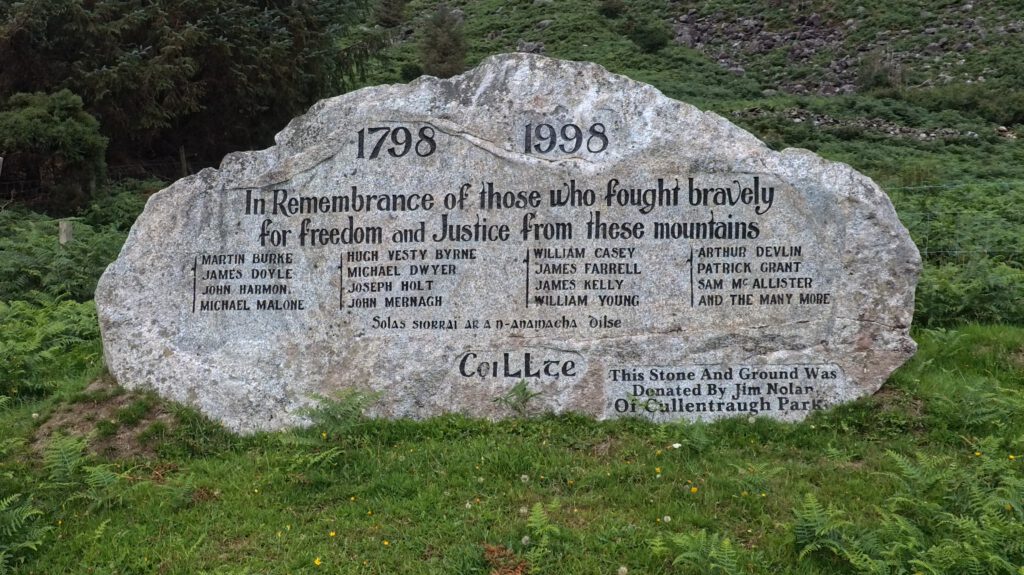 1798 1998
In Remembrance of those who fought bravely
for freedom and Justice from these mountains
MARTIN BURKE
JAMES DOYLE
JOHN HARMON.
MICHAEL MALONE
HUGH VESTY BYRNE
MICHAEL DWYER
JOSEPH HOLT
JOHN MERNAGH
WILLIAM CASEY
JAMES FARRELL
JAMES KELLY
WILLIAM YOUNG
ARTHUR DEVLIN
PATRICK GRANT
SAM McALLISTER
AND THE MANY MORE
Solas siorraí ar a n-anamacha dílse
Coillte
This Stone And Ground Was
Donated By Jim Nolan
Of Cullentraugh Park.